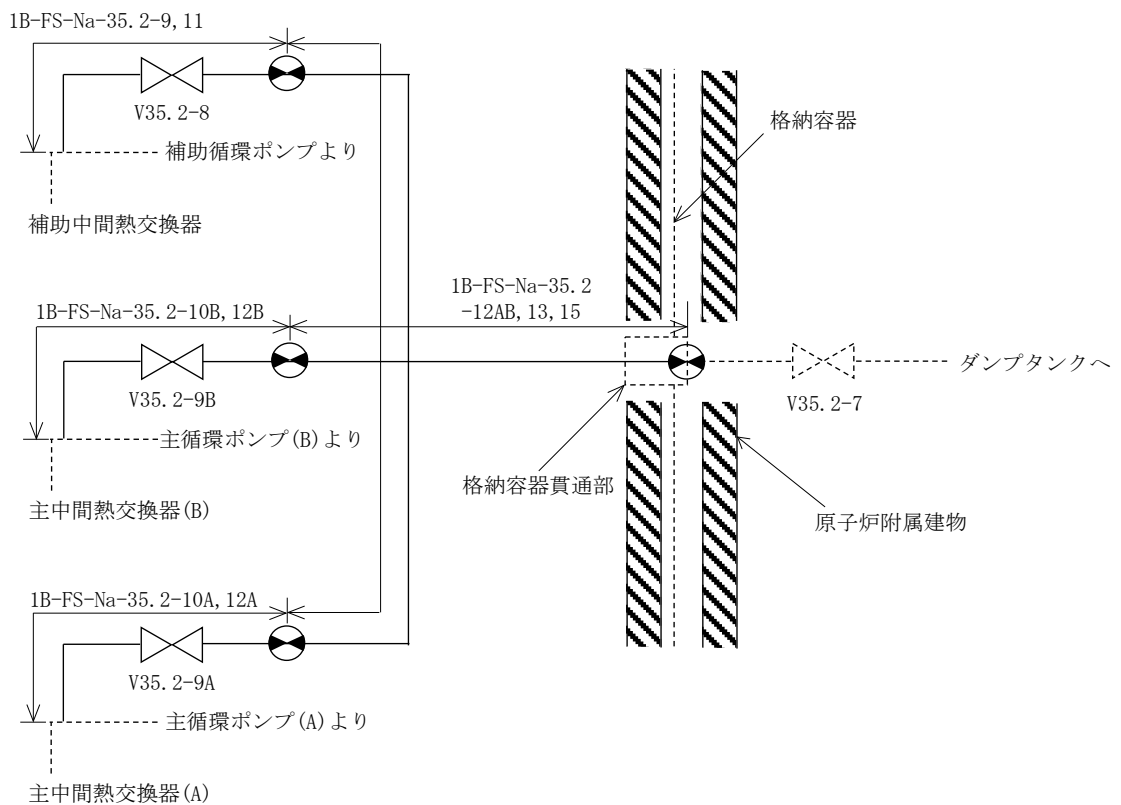 1B-FS-Na-35.2-9,11
V35.2-8
補助循環ポンプより
補助中間熱交換器
格納容器
1B-FS-Na-35.2
-12AB,13,15
1B-FS-Na-35.2-10B,12B
V35.2-9B
主循環ポンプ(B)より
主中間熱交換器(B)
V35.2-7
ダンプタンクへ
格納容器貫通部
原子炉附属建物
1B-FS-Na-35.2-10A,12A
V35.2-9A
主循環ポンプ(A)より
主中間熱交換器(A)